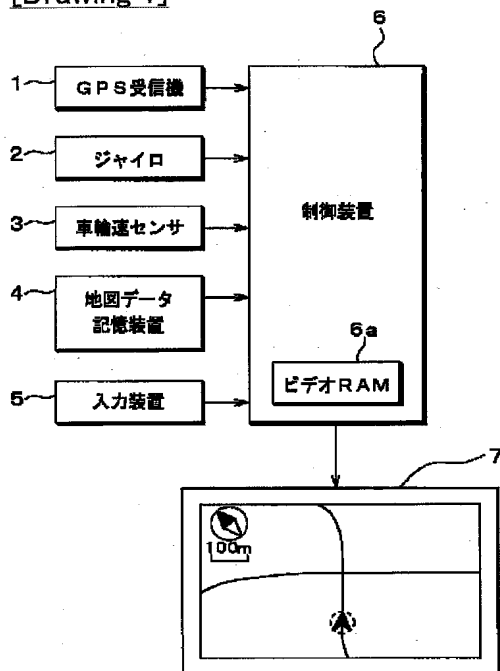 [Drawing 1]
6
1
GPS受信機
2
ジャイロ
3
車輪速センサ
制御装置
4
地図データ
記憶装置
6a
ビデオRAM
5
入力装置
7
100m